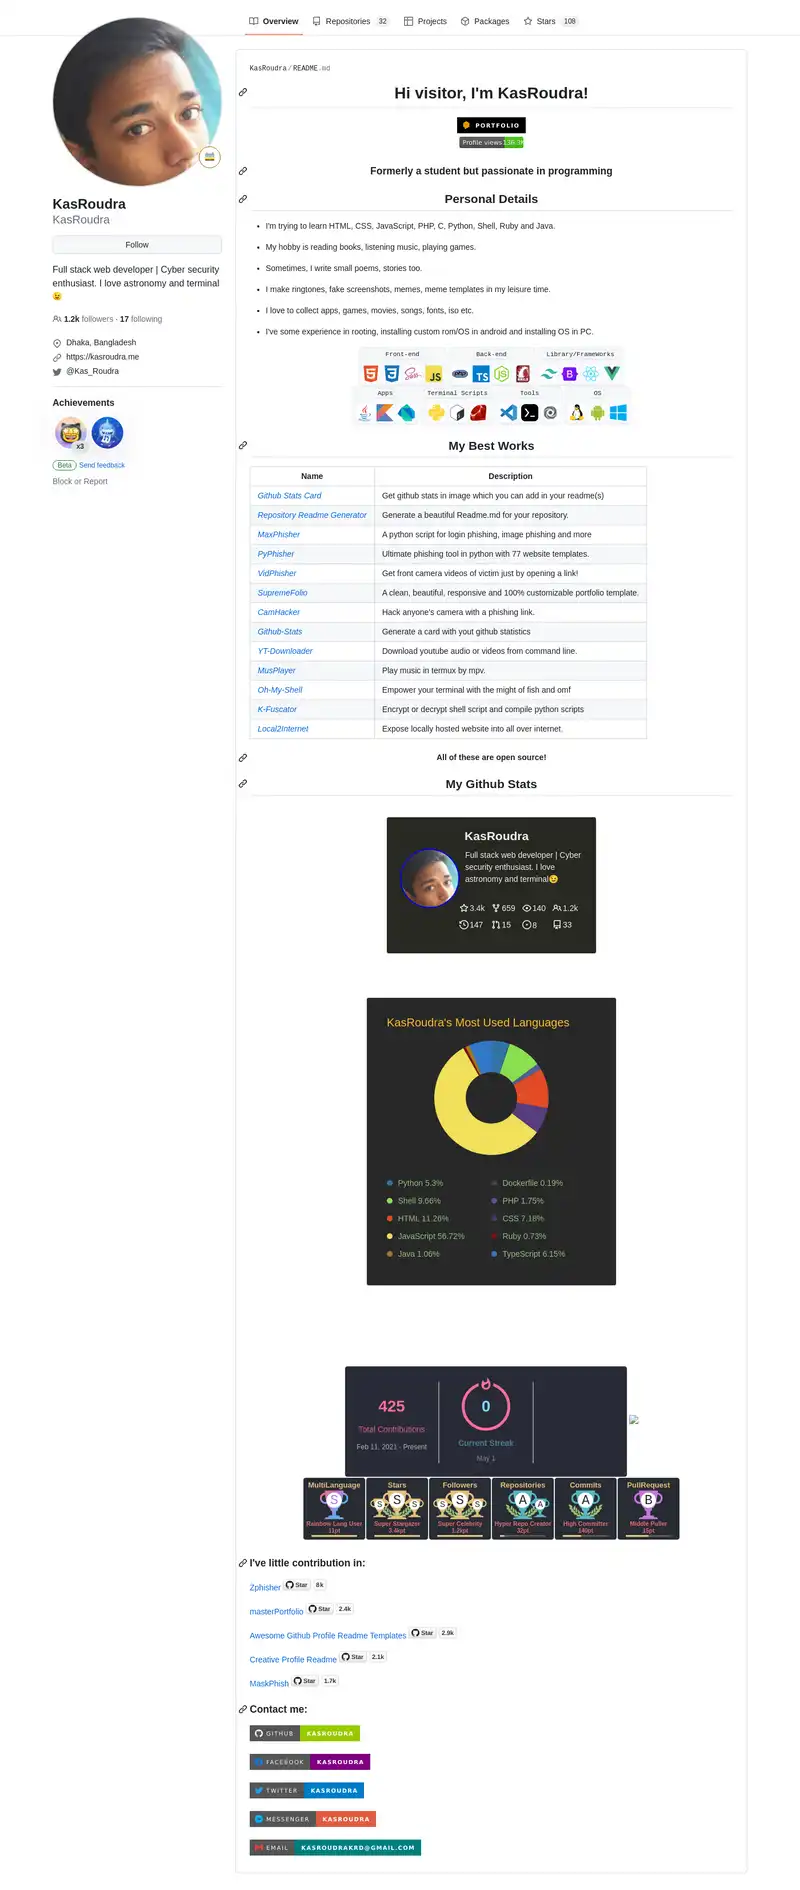 Overview
Repositories 32
Projects
Packages
Stars 108
KasRoudra
KasRoudra
Follow
Full stack web developer | Cyber security
enthusiast. I love astronomy and terminal
1.2k followers · 17 following
Dhaka, Bangladesh
https://kasroudra.me
@Kas_Roudra
Achievements
x3
Beta Send feedback
Block or Report
KasRoudra / README.md
Hi visitor, I'm KasRoudra!
PORTFOLIO
Profile views
Formerly a student but passionate in programming
Personal Details
I'm trying to learn HTML, CSS, JavaScript, PHP, C, Python, Shell, Ruby and Java.
My hobby is reading books, listening music, playing games.
Sometimes, I write small poems, stories too.
I make ringtones, fake screenshots, memes, meme templates in my leisure time.
I love to collect apps, games, movies, songs, fonts, iso etc.
I've some experience in rooting, installing custom rom/OS in android and installing OS in PC.
Front-end Back-end Library/FrameWorks
Apps Terminal Scripts Tools OS
My Best Works
Name Description
Github Stats Card Get github stats in image which you can add in your readme(s)
Repository Readme Generator Generate a beautiful Readme.md for your repository.
MaxPhisher A python script for login phishing, image phishing and more
PyPhisher Ultimate phishing tool in python with 77 website templates.
VidPhisher Get front camera videos of victim just by opening a link!
SupremeFolio A clean, beautiful, responsive and 100% customizable portfolio template.
CamHacker Hack anyone's camera with a phishing link.
Github-Stats Generate a card with yout github statistics
YT-Downloader Download youtube audio or videos from command line.
MusPlayer Play music in termux by mpv.
Oh-My-Shell Empower your terminal with the might of fish and omf
K-Fuscator Encrypt or decrypt shell script and compile python scripts
Local2Internet Expose locally hosted website into all over internet.
All of these are open source!
My Github Stats
KasRoudra
Full stack web developer | Cyber
security enthusiast. I love
astronomy and terminal
3.4k 659 140 1.2k
147 15 8 33
KasRoudra's Most Used Languages
Python 5.3% Dockerfile 0.19%
Shell 9.66% PHP 1.75%
HTML 11.26% CSS 7.18%
JavaScript 56.72% Ruby 0.73%
Java 1.06% TypeScript 6.15%
425 0
Total Contributions Current Streak
Feb 11, 2021 - Present May 1
MultiLanguage Stars Followers Repositories Commits PullRequest
S S S S S S S A A A B
Rainbow Lang User Super Stargazer Super Celebrity Hyper Repo Creator High Committer Middle Puller
11pt 3.4kpt 1.2kpt 32pt 140pt 15pt
I've little contribution in:
Zphisher Star 8k
masterPortfolio Star 2.4k
Awesome Github Profile Readme Templates Star 2.9k
Creative Profile Readme Star 2.1k
MaskPhish Star 1.7k
Contact me:
GITHUB KASROUDRA
FACEBOOK KASROUDRA
TWITTER KASROUDRA
MESSENGER KASROUDRA
EMAIL KASROUDRAKRD@GMAIL.COM